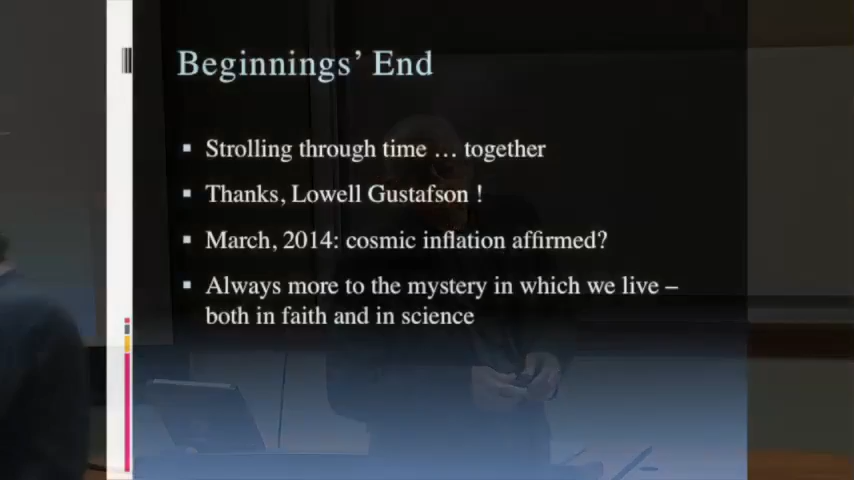 Beginnings’ End
▪ Strolling through time … together
▪ Thanks, Lowell Gustafson !
▪ March, 2014: cosmic inflation affirmed?
▪ Always more to the mystery in which we live –
both in faith and in science